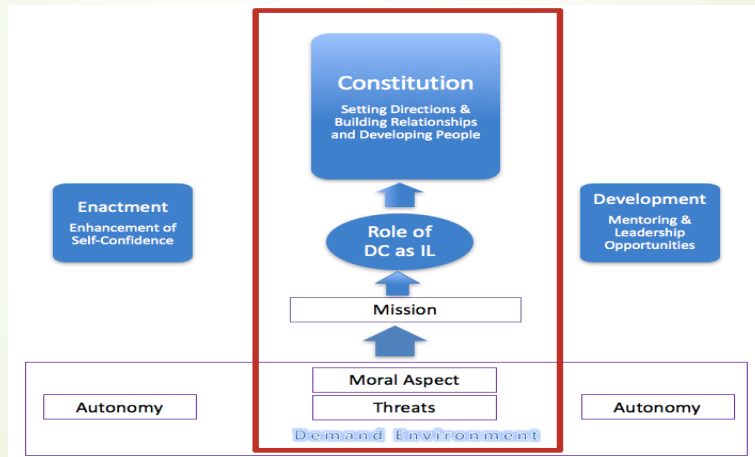 Constitution
Setting Directions &
Building Relationships
and Developing People
Enactment
Enhancement of
Self-Confidence
Development
Mentoring &
Leadership
Opportunities
Role of
DC as IL
Mission
Moral Aspect
Autonomy
Threats
Autonomy
Demand Environment